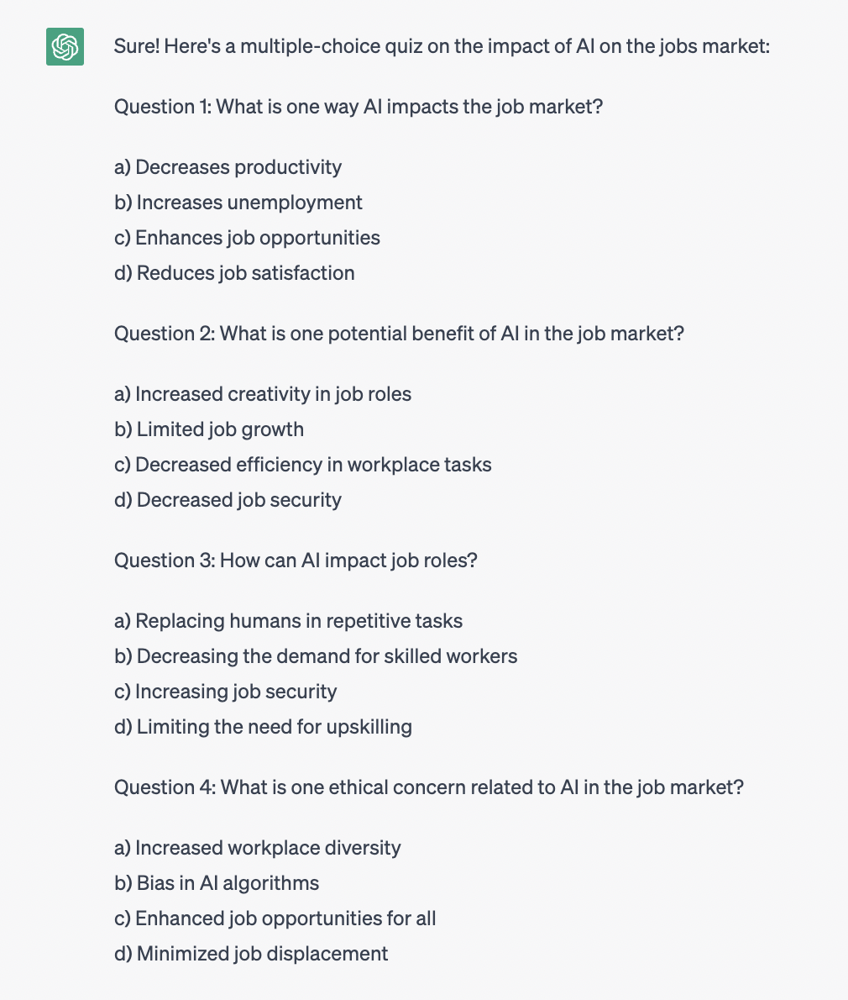 Sure! Here's a multiple-choice quiz on the impact of AI on the jobs market:
Question 1: What is one way AI impacts the job market?
a) Decreases productivity
b) Increases unemployment
c) Enhances job opportunities
d) Reduces job satisfaction
Question 2: What is one potential benefit of AI in the job market?
a) Increased creativity in job roles
b) Limited job growth
c) Decreased efficiency in workplace tasks
d) Decreased job security
Question 3: How can AI impact job roles?
a) Replacing humans in repetitive tasks
b) Decreasing the demand for skilled workers
c) Increasing job security
d) Limiting the need for upskilling
Question 4: What is one ethical concern related to AI in the job market?
a) Increased workplace diversity
b) Bias in AI algorithms
c) Enhanced job opportunities for all
d) Minimized job displacement